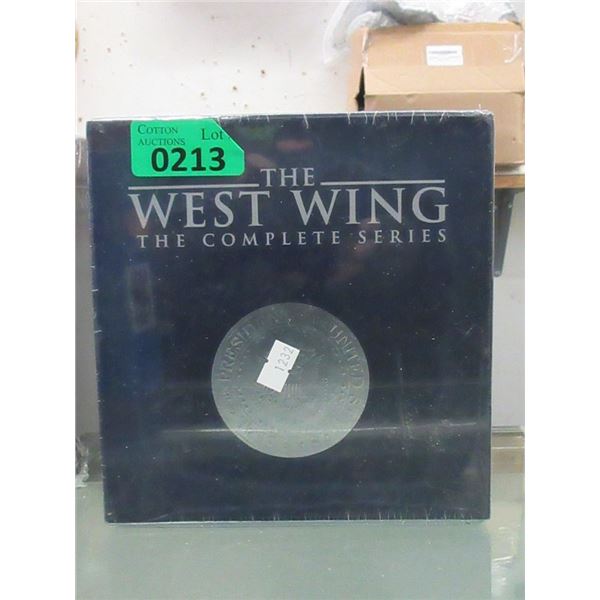 COTTON
AUCTIONS
Lot
0213
THE
WEST WING
THE COMPLETE SERIES
1232